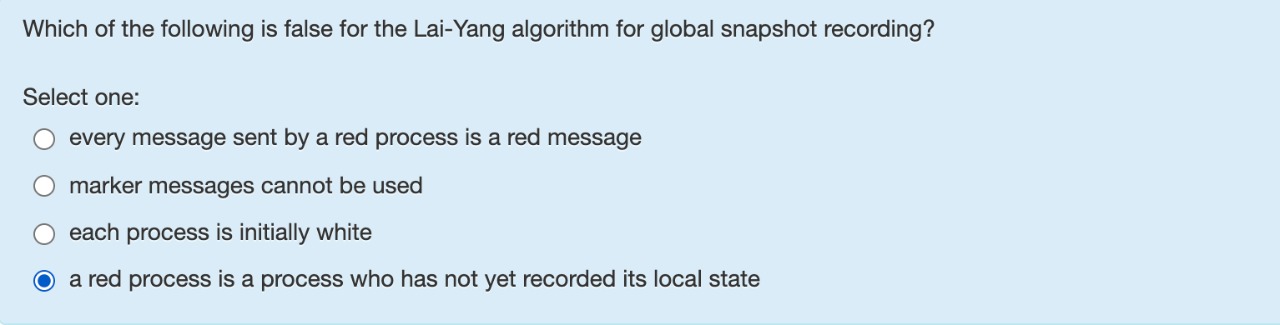 Which of the following is false for the Lai-Yang algorithm for global snapshot recording?
Select one:
every message sent by a red process is a red message
marker messages cannot be used
each process is initially white
a red process is a process who has not yet recorded its local state